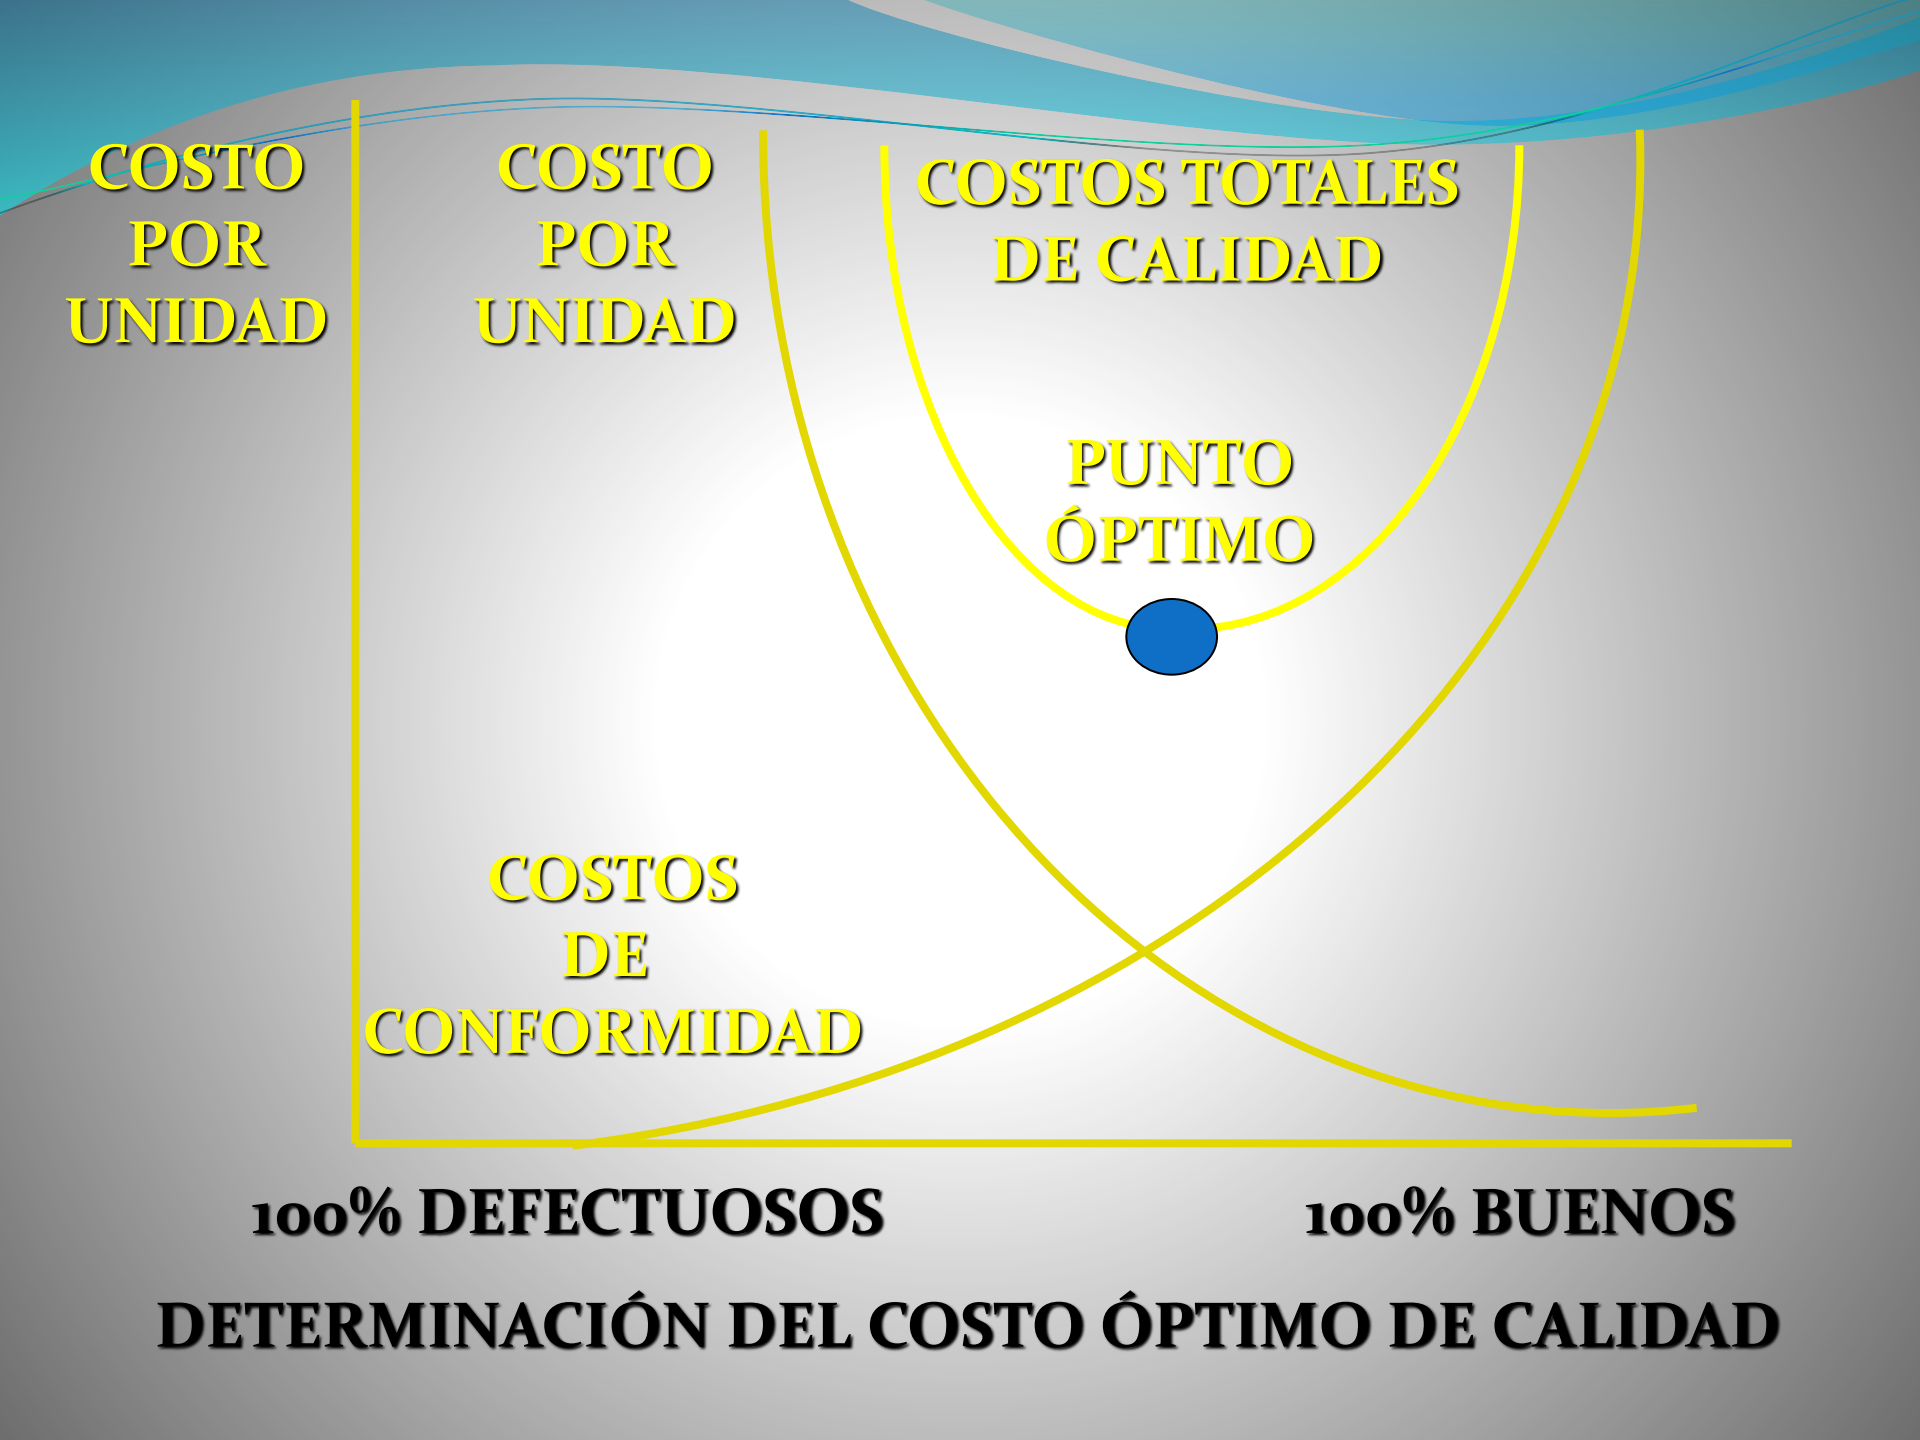 COSTO
POR
UNIDAD
COSTO
POR
UNIDAD
COSTOS TOTALES
DE CALIDAD
PUNTO
ÓPTIMO
COSTOS
DE
CONFORMIDAD
100% DEFECTUOSOS
100% BUENOS
DETERMINACIÓN DEL COSTO ÓPTIMO DE CALIDAD